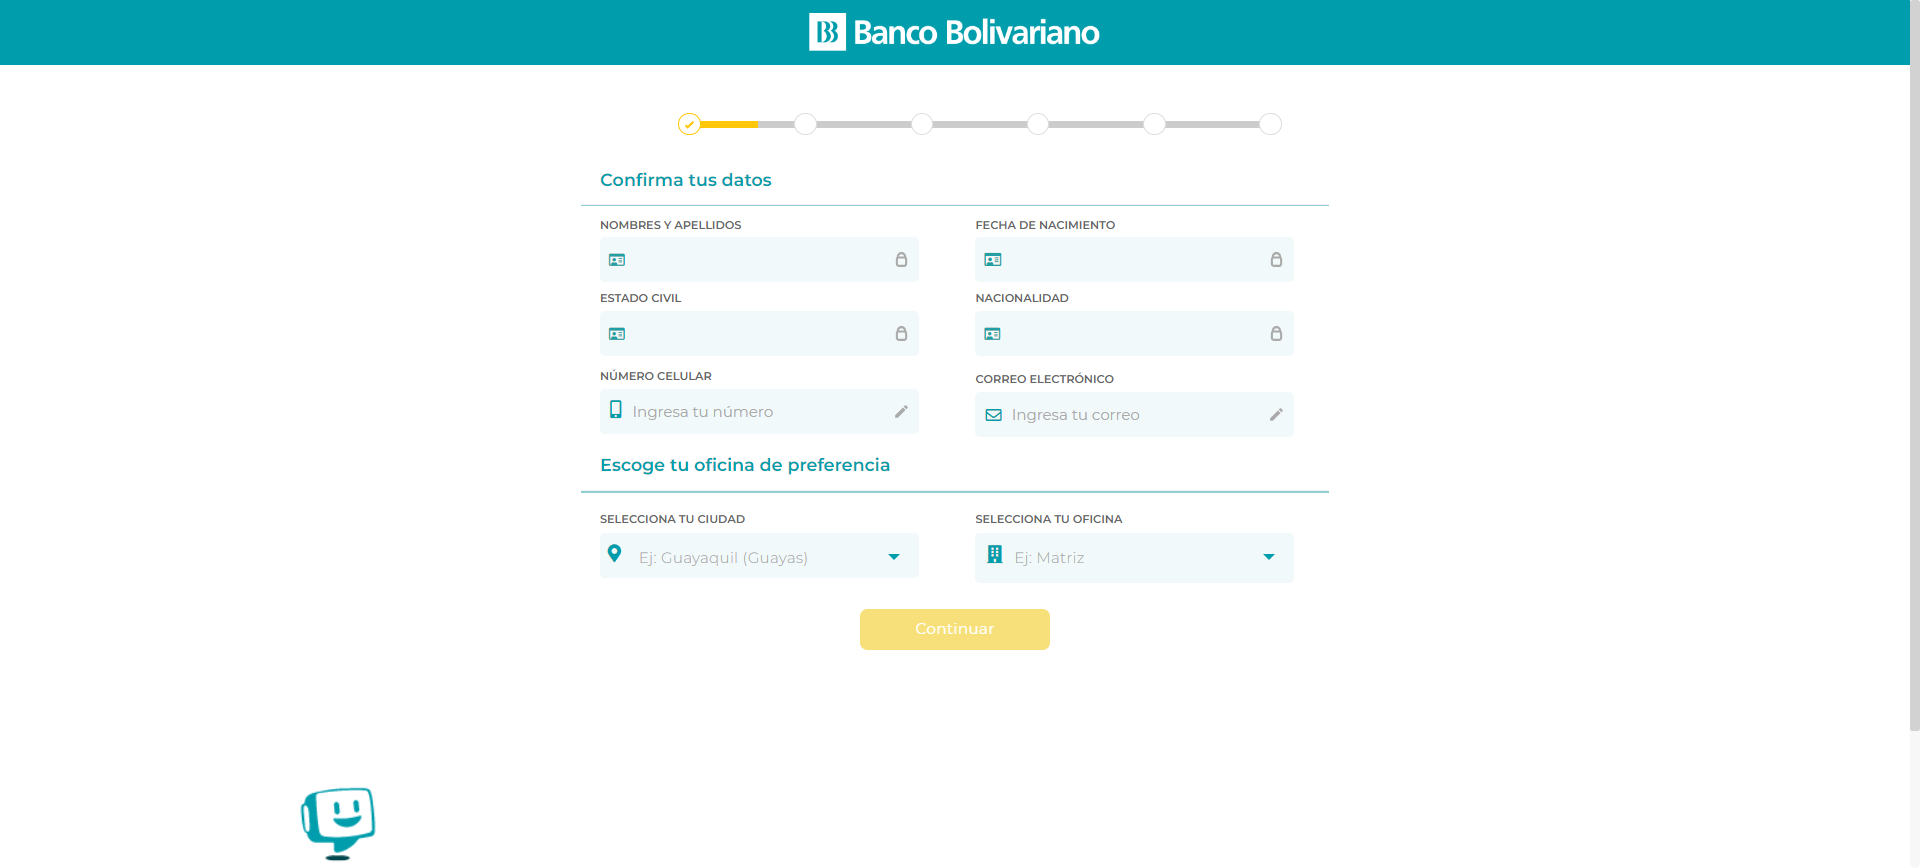 Banco Bolivariano
Confirma tus datos
NOMBRES Y APELLIDOS
FECHA DE NACIMIENTO
ESTADO CIVIL
NACIONALIDAD
NÚMERO CELULAR
Ingresa tu número
CORREO ELECTRÓNICO
Ingresa tu correo
Escoge tu oficina de preferencia
SELECCIONA TU CIUDAD
Ej: Guayaquil (Guayas)
SELECCIONA TU OFICINA
Ej: Matriz
Continuar